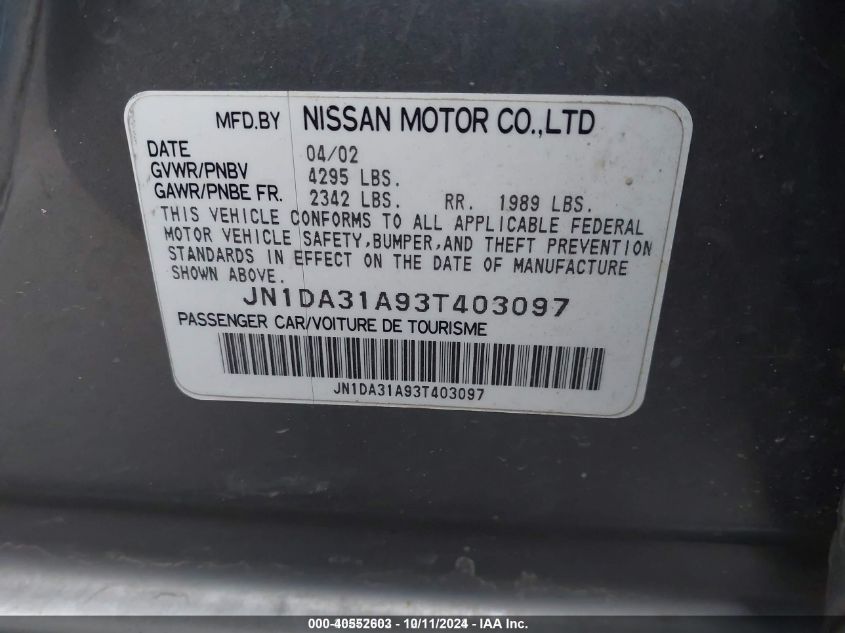 MFD.BY NISSAN MOTOR CO.,LTD
DATE 04/02
GVWR/PNBV 4295 LBS.
GAWR/PNBE FR. 2342 LBS. RR. 1989 LBS.
THIS VEHICLE CONFORMS TO ALL APPLICABLE FEDERAL
MOTOR VEHICLE SAFETY,BUMPER,AND THEFT PREVENTION
STANDARDS IN EFFECT ON THE DATE OF MANUFACTURE
SHOWN ABOVE.
JN1DA31A93T403097
PASSENGER CAR/VOITURE DE TOURISME
JN1DA31A93T403097
000-40552603 - 10/11/2024 - IAA Inc.